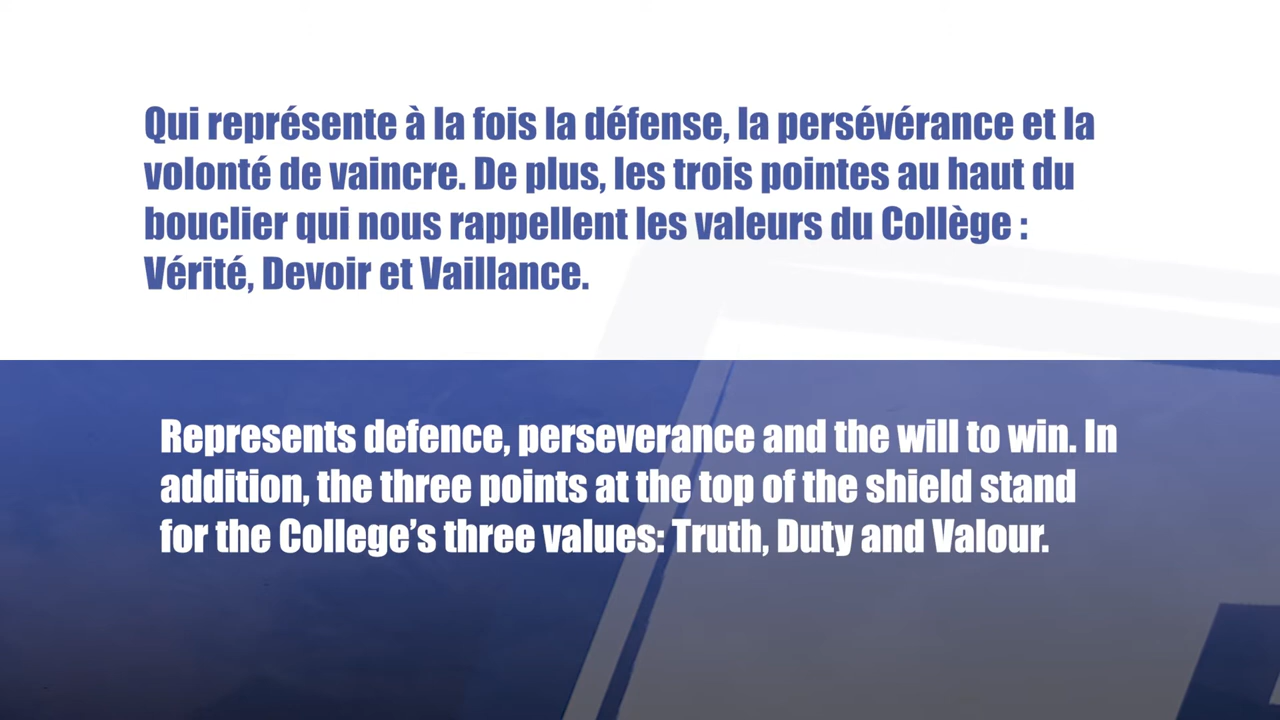 Qui représente à la fois la défense, la persévérance et la
volonté de vaincre. De plus, les trois pointes au haut du
bouclier qui nous rappellent les valeurs du Collège :
Vérité, Devoir et Vaillance.
Represents defence, perseverance and the will to win. In
addition, the three points at the top of the shield stand
for the College’s three values: Truth, Duty and Valour.